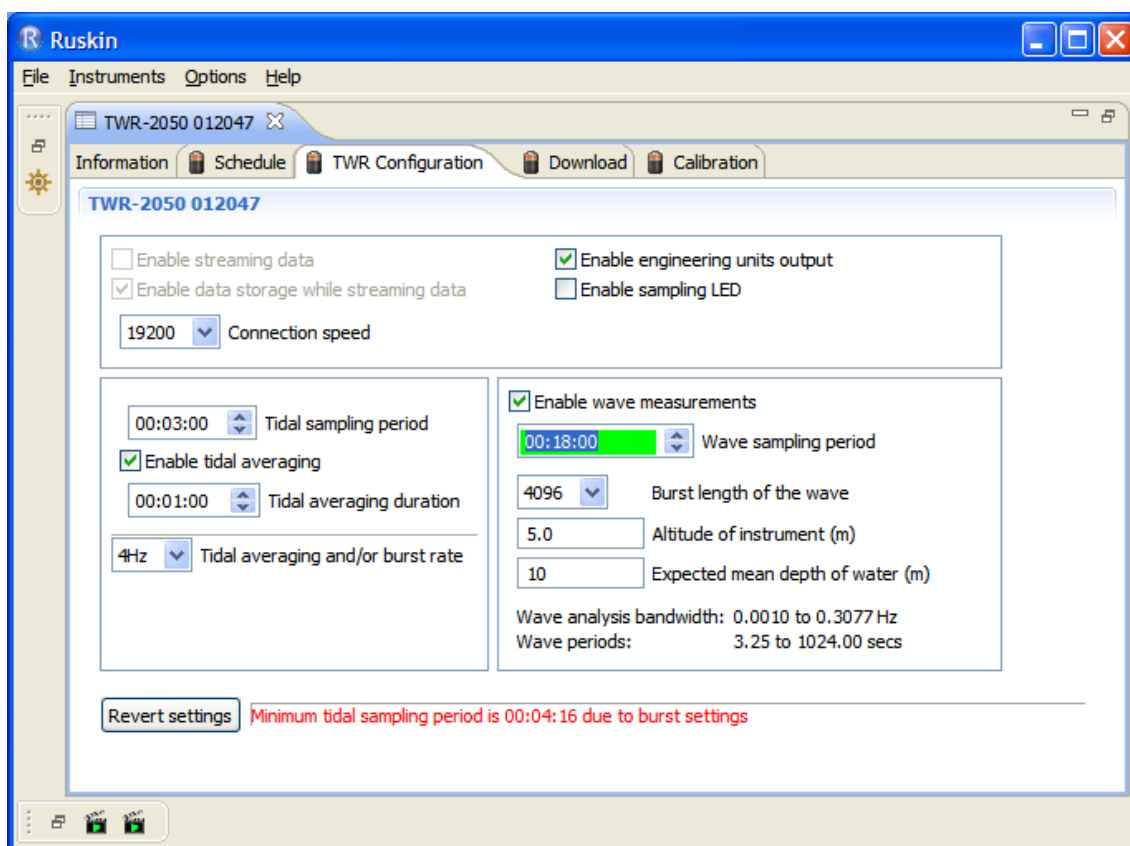 Ruskin
File Instruments Options Help
TWR-2050 012047
Information Schedule TWR Configuration Download Calibration
TWR-2050 012047
Enable streaming data
Enable engineering units output
Enable data storage while streaming data
Enable sampling LED
19200 Connection speed
00:03:00 Tidal sampling period
Enable tidal averaging
00:01:00 Tidal averaging duration
4Hz Tidal averaging and/or burst rate
Enable wave measurements
00:18:00 Wave sampling period
4096 Burst length of the wave
5.0 Altitude of instrument (m)
10 Expected mean depth of water (m)
Wave analysis bandwidth: 0.0010 to 0.3077 Hz
Wave periods: 3.25 to 1024.00 secs
Revert settings Minimum tidal sampling period is 00:04:16 due to burst settings